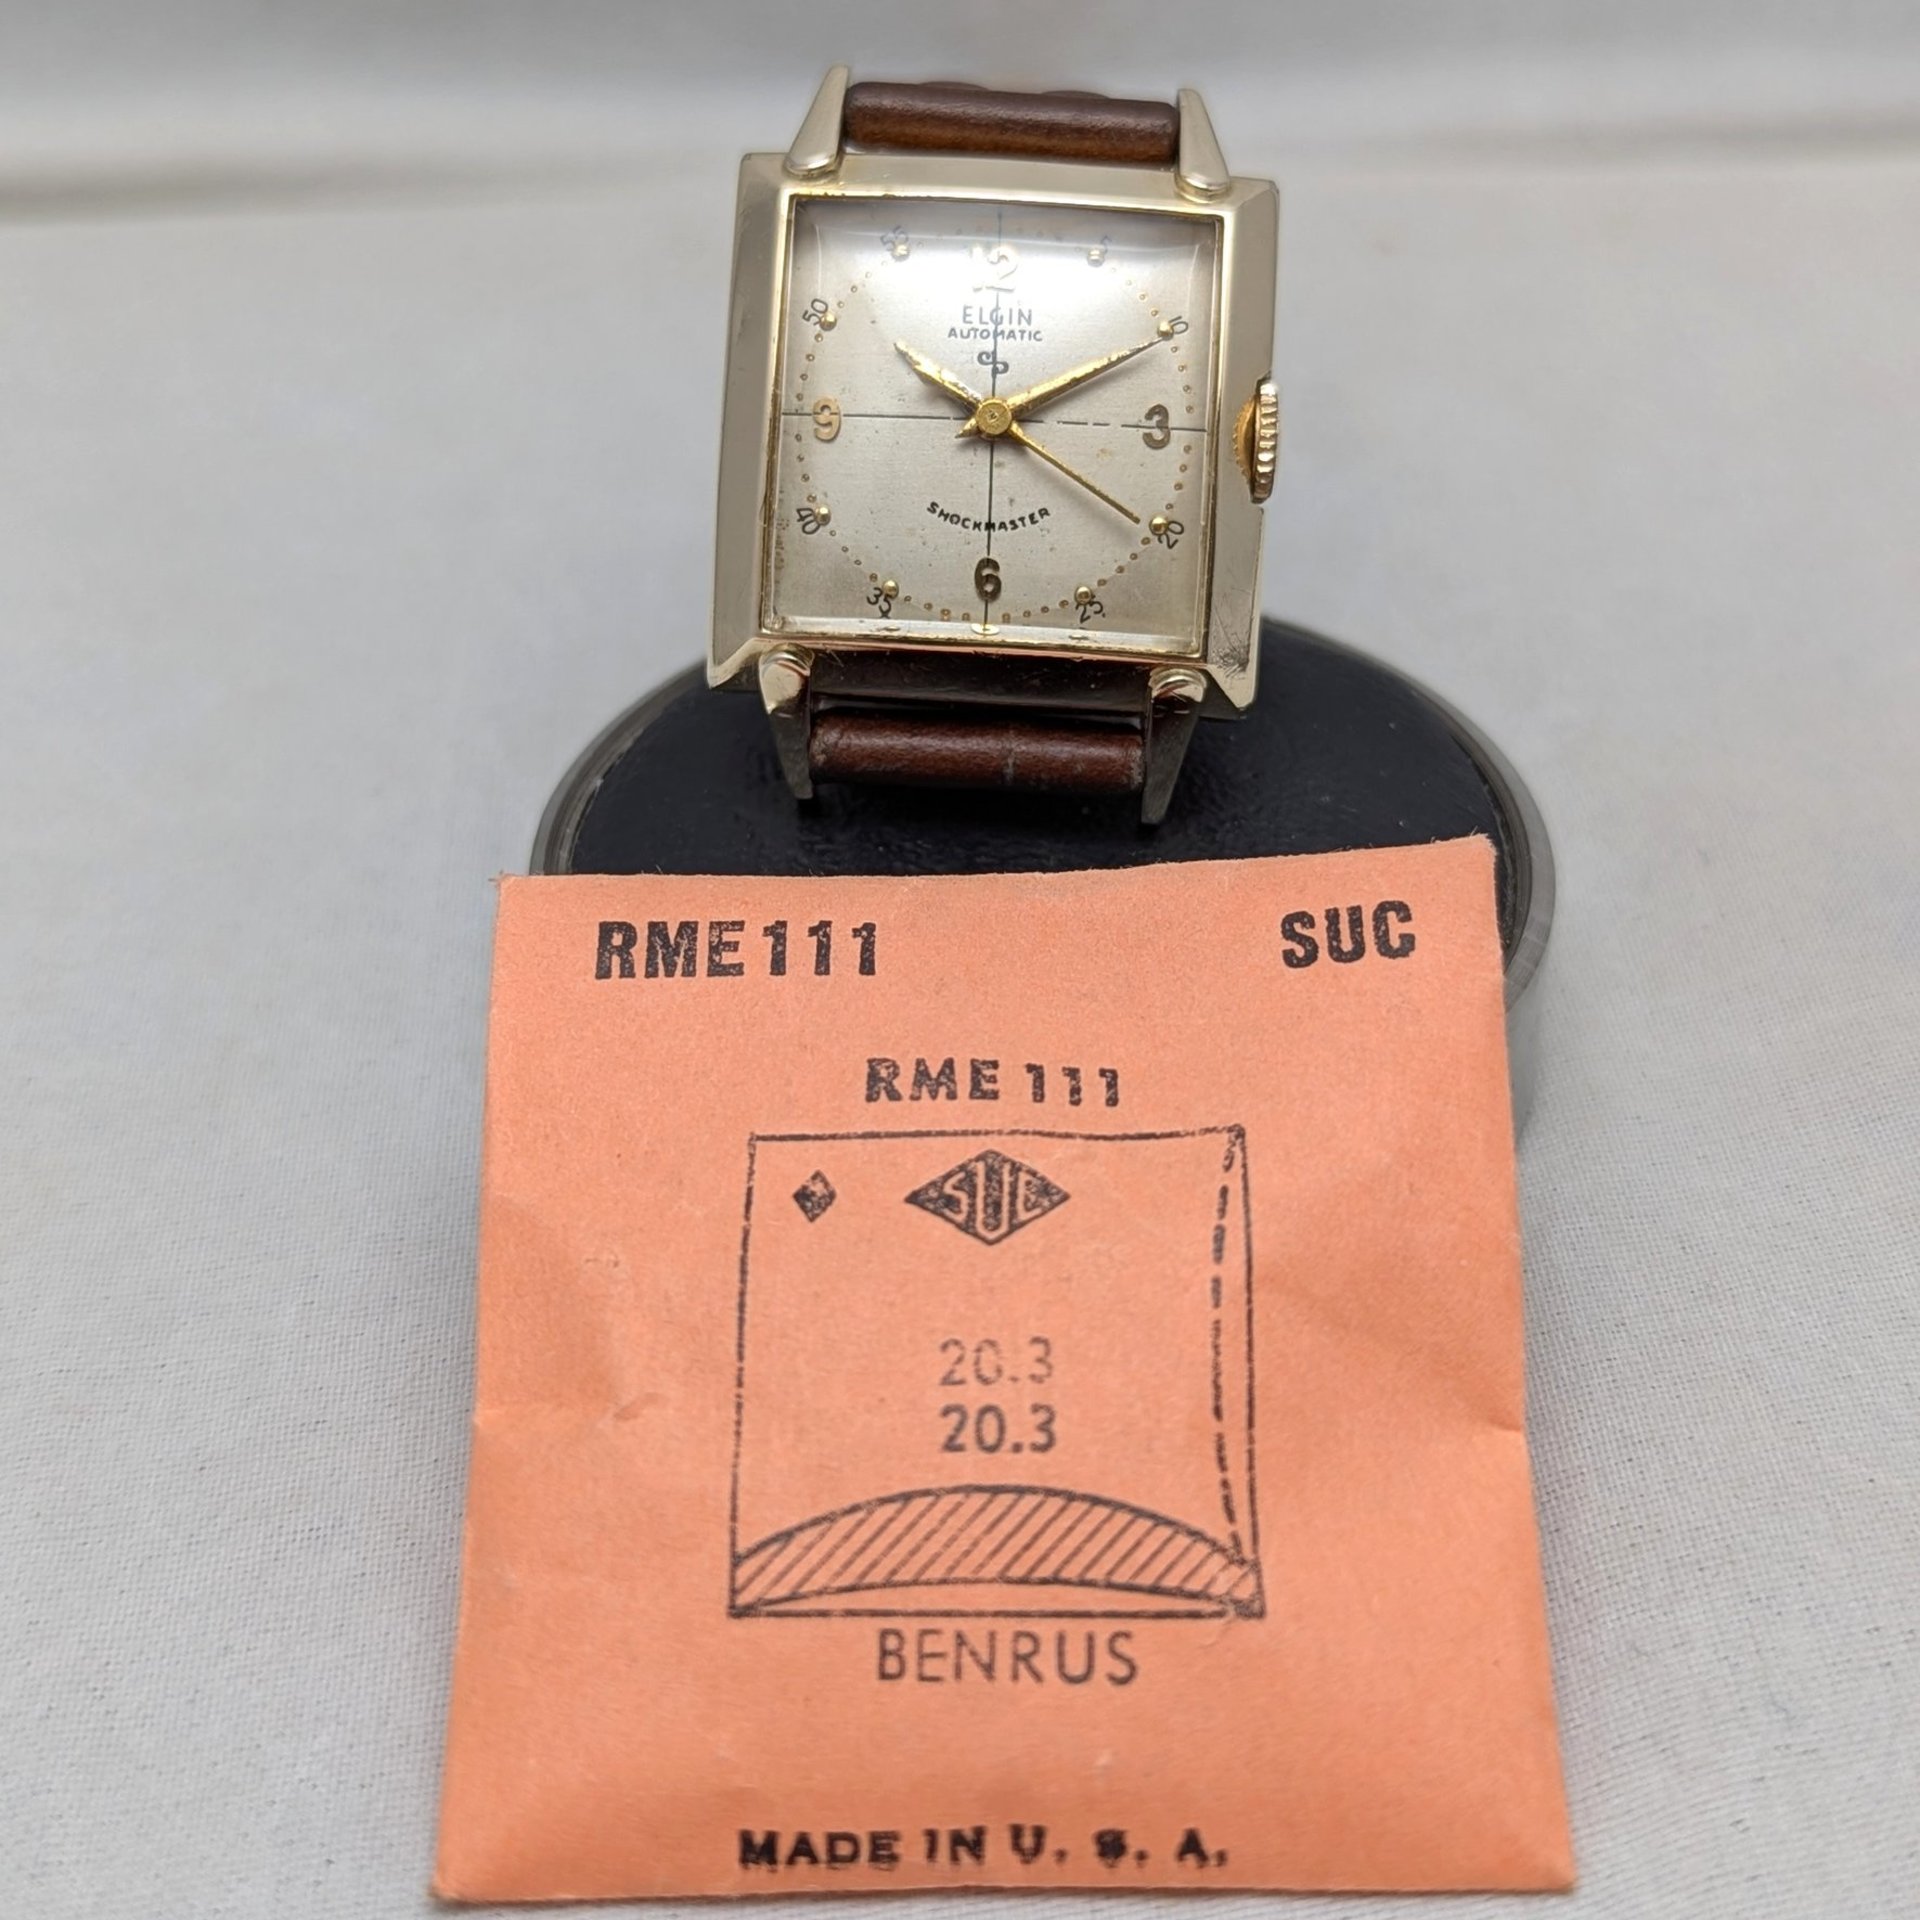 55
12
5
50
ELGIN
10
AUTOMATIC
9
3
SHOCKMASTER
40
20
6
35
25
RME111 SUC
RME 111
SUC
20.3
20.3
BENRUS
MADE IN U. S. A.